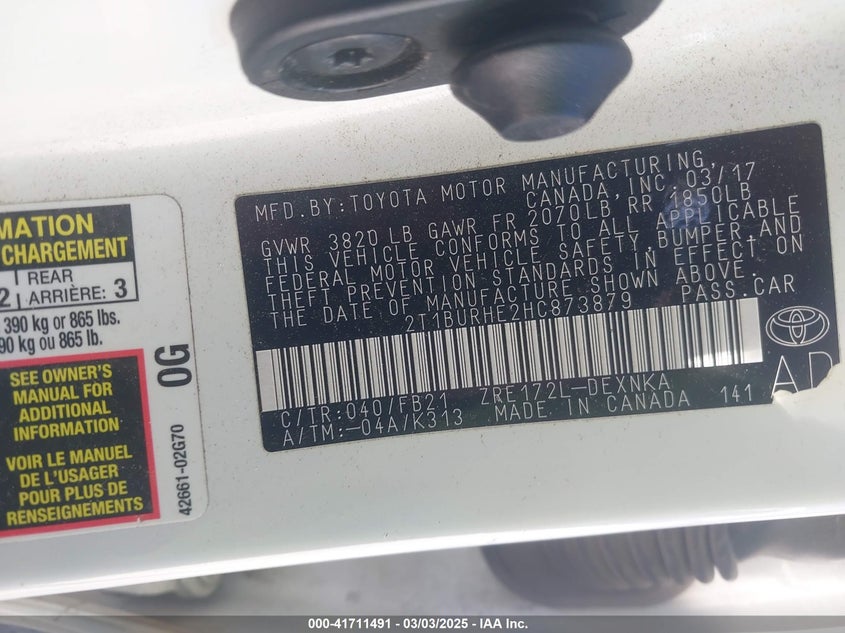 MATION
CHARGEMENT
2 REAR
ARRIÈRE: 3
390 kg or 865 lbs.
90 kg ou 865 lb.
SEE OWNER'S
MANUAL FOR
ADDITIONAL
INFORMATION
VOIR LE MANUEL
DE L'USAGER
POUR PLUS DE
RENSEIGNEMENTS
0G
42661-02G70
MFD. BY: TOYOTA MOTOR MANUFACTURING,
CANADA, INC. 03/17
GVWR 3820 LB GAWR FR 2070LB RR 1850LB
THIS VEHICLE CONFORMS TO ALL APPLICABLE
FEDERAL MOTOR VEHICLE SAFETY, BUMPER, AND
THEFT PREVENTION STANDARDS IN EFFECT ON
THE DATE OF MANUFACTURE SHOWN ABOVE.
2T1BURHE2HC873879 PASS. CAR
C/TR: 040/FB21 ZRE172L-DEXNKA
A/TM: -04A/K313 MADE IN CANADA 141
000-41711491 - 03/03/2025 - IAA Inc.